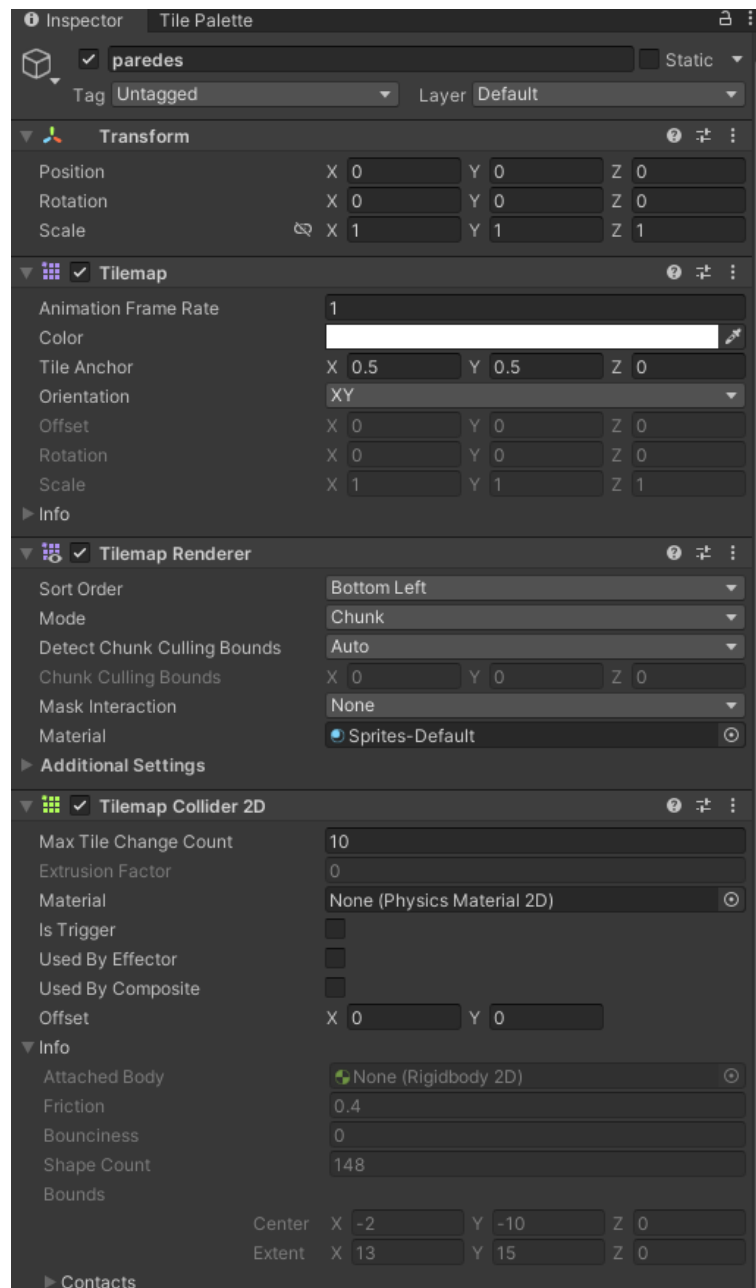 Inspector Tile Palette
paredes Static
Tag Untagged Layer Default
Transform
Position X 0 Y 0 Z 0
Rotation X 0 Y 0 Z 0
Scale X 1 Y 1 Z 1
Tilemap
Animation Frame Rate 1
Color
Tile Anchor X 0.5 Y 0.5 Z 0
Orientation XY
Offset X 0 Y 0 Z 0
Rotation X 0 Y 0 Z 0
Scale X 1 Y 1 Z 1
Info
Tilemap Renderer
Sort Order Bottom Left
Mode Chunk
Detect Chunk Culling Bounds Auto
Chunk Culling Bounds X 0 Y 0 Z 0
Mask Interaction None
Material Sprites-Default
Additional Settings
Tilemap Collider 2D
Max Tile Change Count 10
Extrusion Factor 0
Material None (Physics Material 2D)
Is Trigger
Used By Effector
Used By Composite
Offset X 0 Y 0
Info
Attached Body None (Rigidbody 2D)
Friction 0.4
Bounciness 0
Shape Count 148
Bounds
Center X -2 Y -10 Z 0
Extent X 13 Y 15 Z 0
Contacts